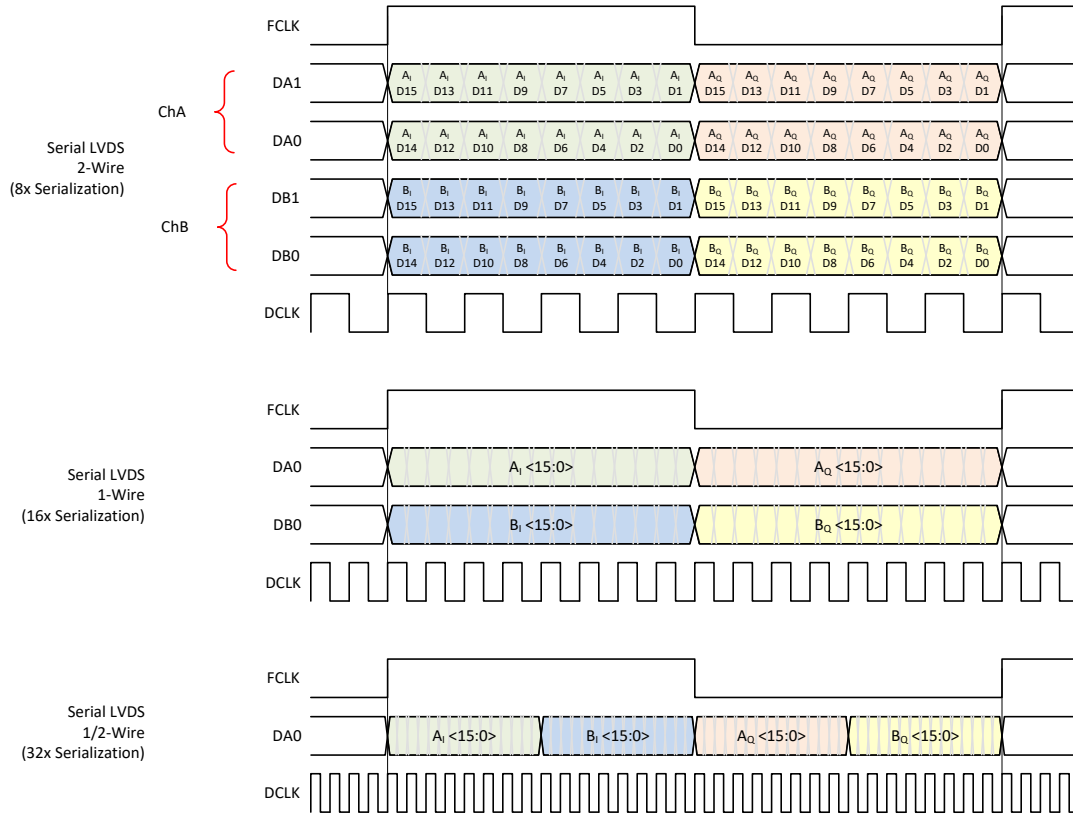 FCLK
DA1
A_I A_I A_I A_I A_I A_I A_I A_I A_Q A_Q A_Q A_Q A_Q A_Q A_Q A_Q
D15 D13 D11 D9 D7 D5 D3 D1 D15 D13 D11 D9 D7 D5 D3 D1
ChA
DA0
A_I A_I A_I A_I A_I A_I A_I A_I A_Q A_Q A_Q A_Q A_Q A_Q A_Q A_Q
D14 D12 D10 D8 D6 D4 D2 D0 D14 D12 D10 D8 D6 D4 D2 D0
Serial LVDS
2-Wire
(8x Serialization)
DB1
B_I B_I B_I B_I B_I B_I B_I B_I B_Q B_Q B_Q B_Q B_Q B_Q B_Q B_Q
D15 D13 D11 D9 D7 D5 D3 D1 D15 D13 D11 D9 D7 D5 D3 D1
ChB
DB0
B_I B_I B_I B_I B_I B_I B_I B_I B_Q B_Q B_Q B_Q B_Q B_Q B_Q B_Q
D14 D12 D10 D8 D6 D4 D2 D0 D14 D12 D10 D8 D6 D4 D2 D0
DCLK
FCLK
DA0 A_I <15:0> A_Q <15:0>
Serial LVDS
1-Wire
(16x Serialization)
DB0 B_I <15:0> B_Q <15:0>
DCLK
FCLK
Serial LVDS
1/2-Wire
(32x Serialization)
DA0 A_I <15:0> B_I <15:0> A_Q <15:0> B_Q <15:0>
DCLK